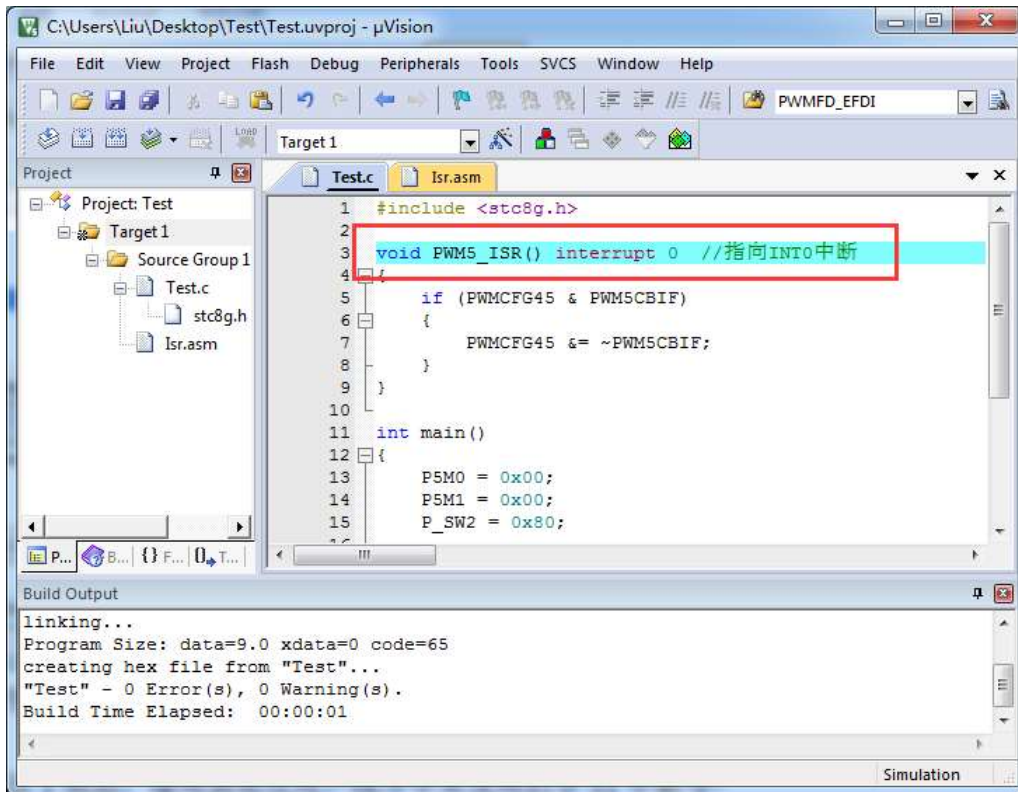 C:\Users\Liu\Desktop\Test\Test.uvproj - µVision
File Edit View Project Flash Debug Peripherals Tools SVCS Window Help
PWMFD_EFDI
LOAD Target 1
Project
Test.c Isr.asm
Project: Test
Target 1
Source Group 1
Test.c
stc8g.h
Isr.asm
1 #include <stc8g.h>
2
3 void PWM5_ISR() interrupt 0 //指向INT0中断
4 {
5 if (PWMCFG45 & PWM5CBIF)
6 {
7 PWMCFG45 &= ~PWM5CBIF;
8 }
9 }
10
11 int main()
12 {
13 P5M0 = 0x00;
14 P5M1 = 0x00;
15 P_SW2 = 0x80;
P... B... {} F... 0 T...
Build Output
linking...
Program Size: data=9.0 xdata=0 code=65
creating hex file from "Test"...
"Test" - 0 Error(s), 0 Warning(s).
Build Time Elapsed: 00:00:01
Simulation